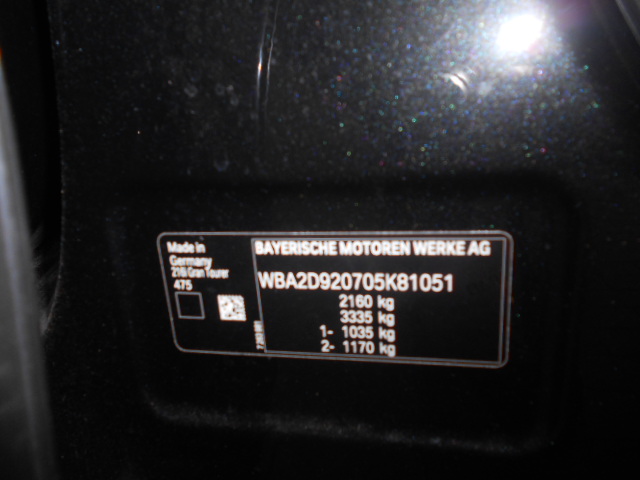 Made in
Germany
216 Gran Tourer
475
BAYERISCHE MOTOREN WERKE AG
WBA2D920705K81051
2160 kg
3335 kg
1- 1035 kg
2- 1170 kg